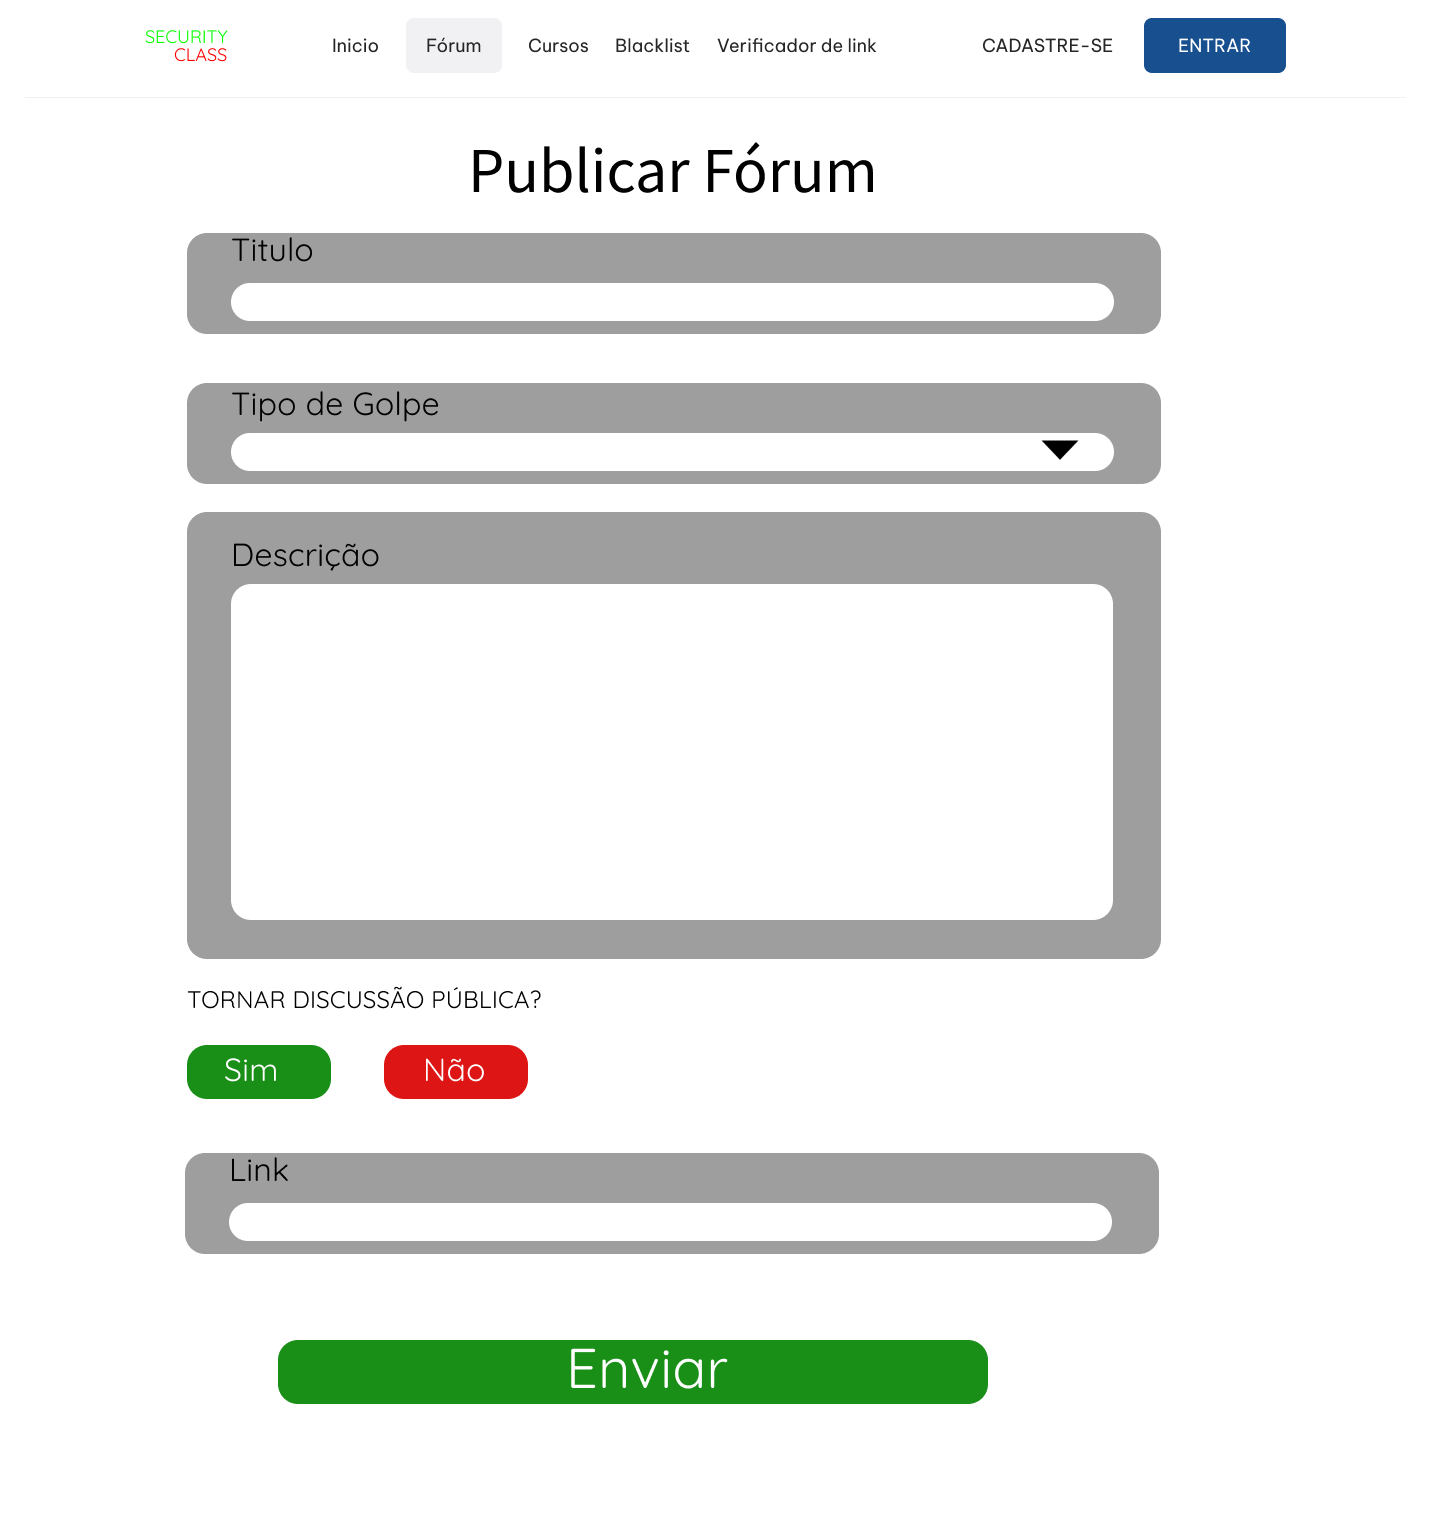 SECURITY
CLASS
Inicio Fórum Cursos Blacklist Verificador de link CADASTRE-SE ENTRAR
Publicar Fórum
Titulo
Tipo de Golpe
Descrição
TORNAR DISCUSSÃO PÚBLICA?
Sim Não
Link
Enviar